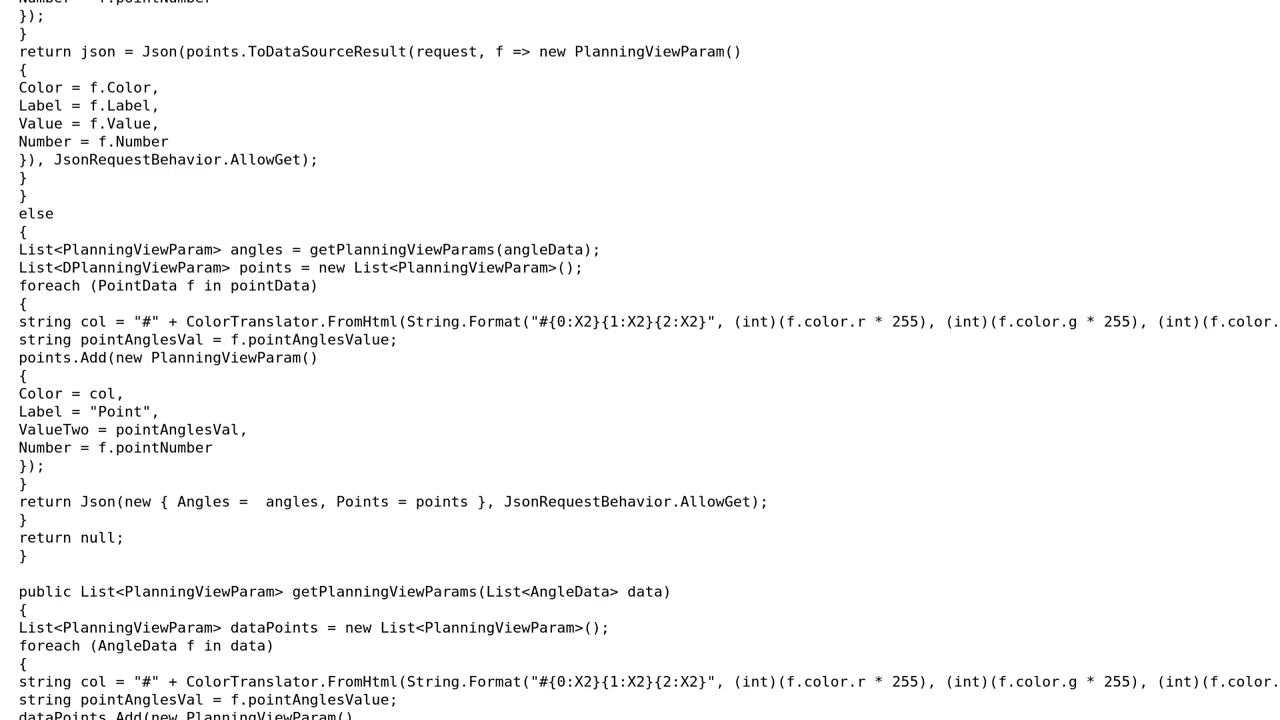 Number = f.pointNumber
});
}
return json = Json(points.ToDataSourceResult(request, f => new PlanningViewParam()
{
Color = f.Color,
Label = f.Label,
Value = f.Value,
Number = f.Number
}), JsonRequestBehavior.AllowGet);
}
}
else
{
List<PlanningViewParam> angles = getPlanningViewParams(angleData);
List<DPlanningViewParam> points = new List<PlanningViewParam>();
foreach (PointData f in pointData)
{
string col = "#" + ColorTranslator.FromHtml(String.Format("#{0:X2}{1:X2}{2:X2}", (int)(f.color.r * 255), (int)(f.color.g * 255), (int)(f.color.
string pointAnglesVal = f.pointAnglesValue;
points.Add(new PlanningViewParam()
{
Color = col,
Label = "Point",
ValueTwo = pointAnglesVal,
Number = f.pointNumber
});
}
return Json(new { Angles =  angles, Points = points }, JsonRequestBehavior.AllowGet);
}
return null;
}

public List<PlanningViewParam> getPlanningViewParams(List<AngleData> data)
{
List<PlanningViewParam> dataPoints = new List<PlanningViewParam>();
foreach (AngleData f in data)
{
string col = "#" + ColorTranslator.FromHtml(String.Format("#{0:X2}{1:X2}{2:X2}", (int)(f.color.r * 255), (int)(f.color.g * 255), (int)(f.color.
string pointAnglesVal = f.pointAnglesValue;
dataPoints.Add(new PlanningViewParam()